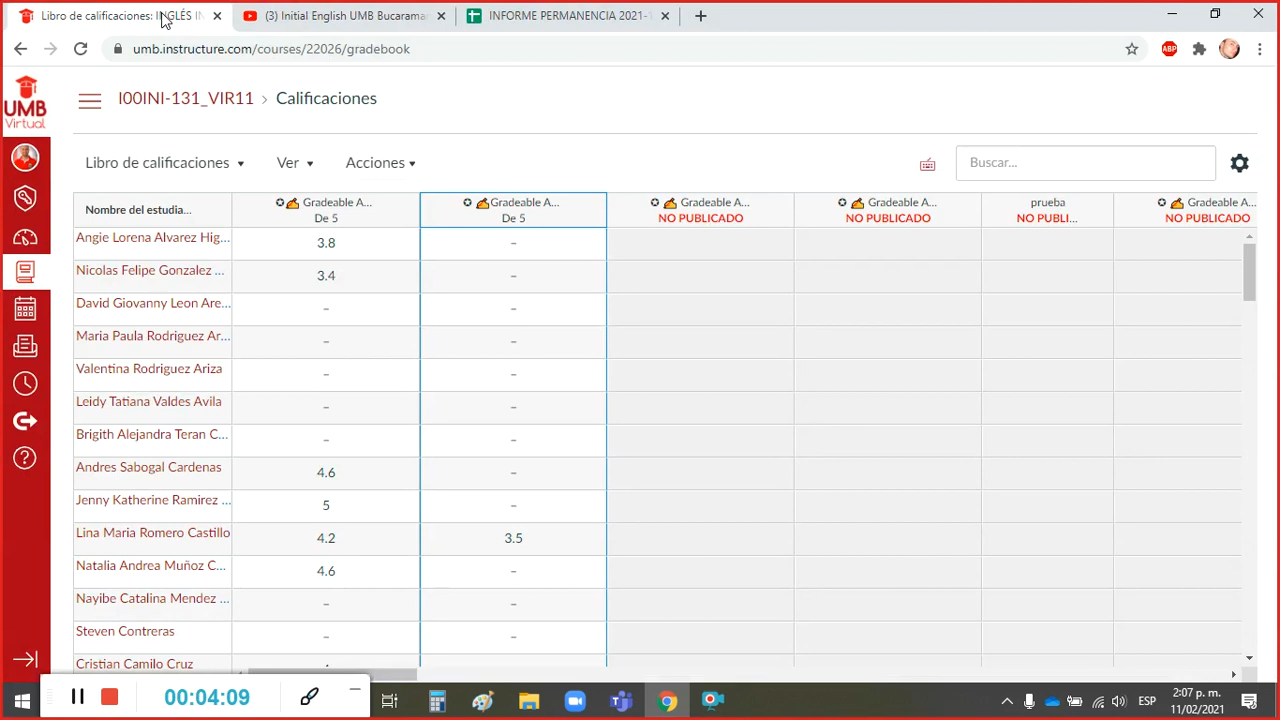 Libro de calificaciones: INGLÉS IN
(3) Initial English UMB Bucaraman
INFORME PERMANENCIA 2021-1
umb.instructure.com/courses/22026/gradebook
ABP
UMB
Virtual
I00INI-131_VIR11 > Calificaciones
Libro de calificaciones ▾ Ver ▾ Acciones ▾ Buscar...
Nombre del estudia... Gradeable A... Gradeable A... Gradeable A... Gradeable A... prueba Gradeable A...
De 5 De 5 NO PUBLICADO NO PUBLICADO NO PUBLI... NO PUBLICADO
Angie Lorena Alvarez Hig... 3.8 –
Nicolas Felipe Gonzalez ... 3.4 –
David Giovanny Leon Are... – –
Maria Paula Rodriguez Ar... – –
Valentina Rodriguez Ariza – –
Leidy Tatiana Valdes Avila – –
Brigith Alejandra Teran C... – –
Andres Sabogal Cardenas 4.6 –
Jenny Katherine Ramirez ... 5 –
Lina Maria Romero Castillo 4.2 3.5
Natalia Andrea Muñoz C... 4.6 –
Nayibe Catalina Mendez ... – –
Steven Contreras – –
Cristian Camilo Cruz
00:04:09
ESP
2:07 p. m.
11/02/2021